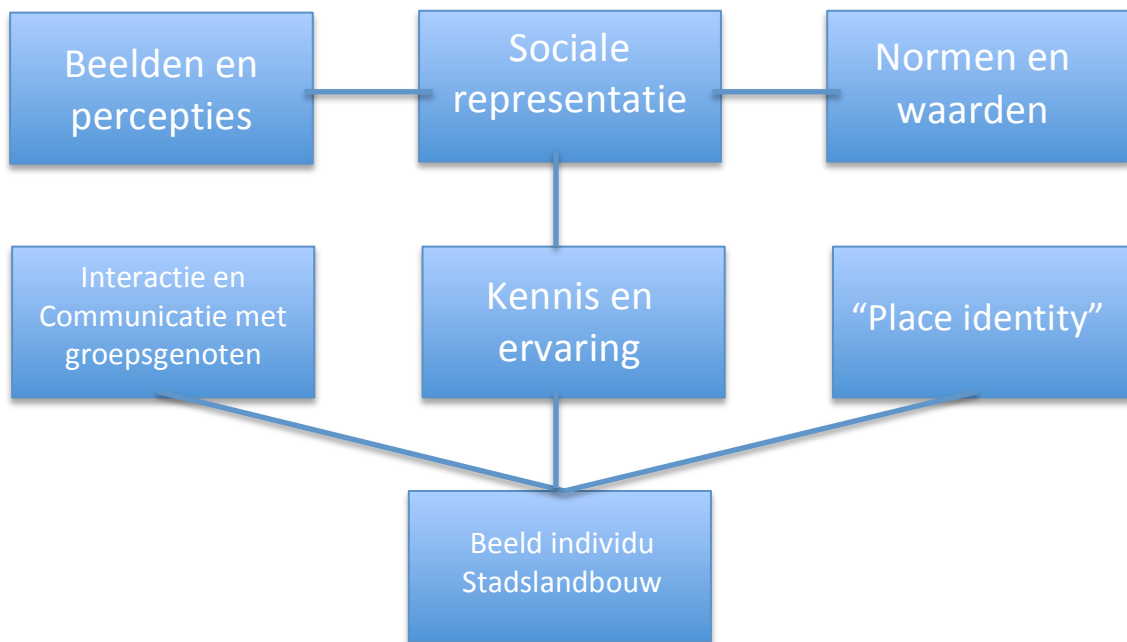 Beelden en
percepties
Sociale
representatie
Normen en
waarden
Interactie en
Communicatie met
groepsgenoten
Kennis en
ervaring
“Place identity”
Beeld individu
Stadslandbouw